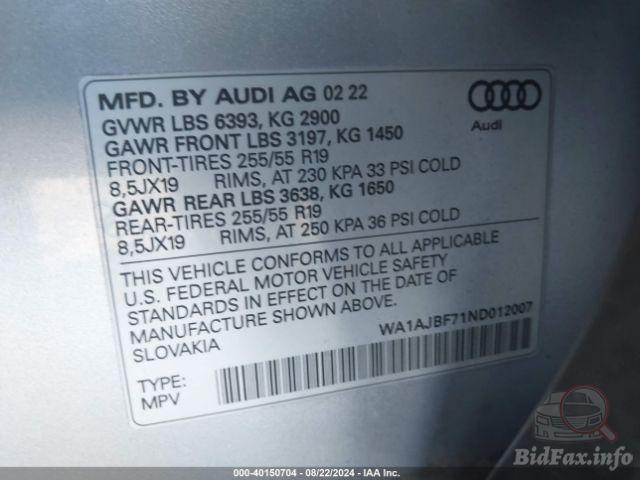 MFD. BY AUDI AG 02 22
GVWR LBS 6393, KG 2900
GAWR FRONT LBS 3197, KG 1450
FRONT-TIRES 255/55 R19
8,5JX19 RIMS, AT 230 KPA 33 PSI COLD
GAWR REAR LBS 3638, KG 1650
REAR-TIRES 255/55 R19
8,5JX19 RIMS, AT 250 KPA 36 PSI COLD
Audi
THIS VEHICLE CONFORMS TO ALL APPLICABLE
U.S. FEDERAL MOTOR VEHICLE SAFETY
STANDARDS IN EFFECT ON THE DATE OF
MANUFACTURE SHOWN ABOVE.
SLOVAKIA
WA1AJBF71ND012007
TYPE:
MPV
BidFax.info
000-40150704 - 08/22/2024 - IAA Inc.